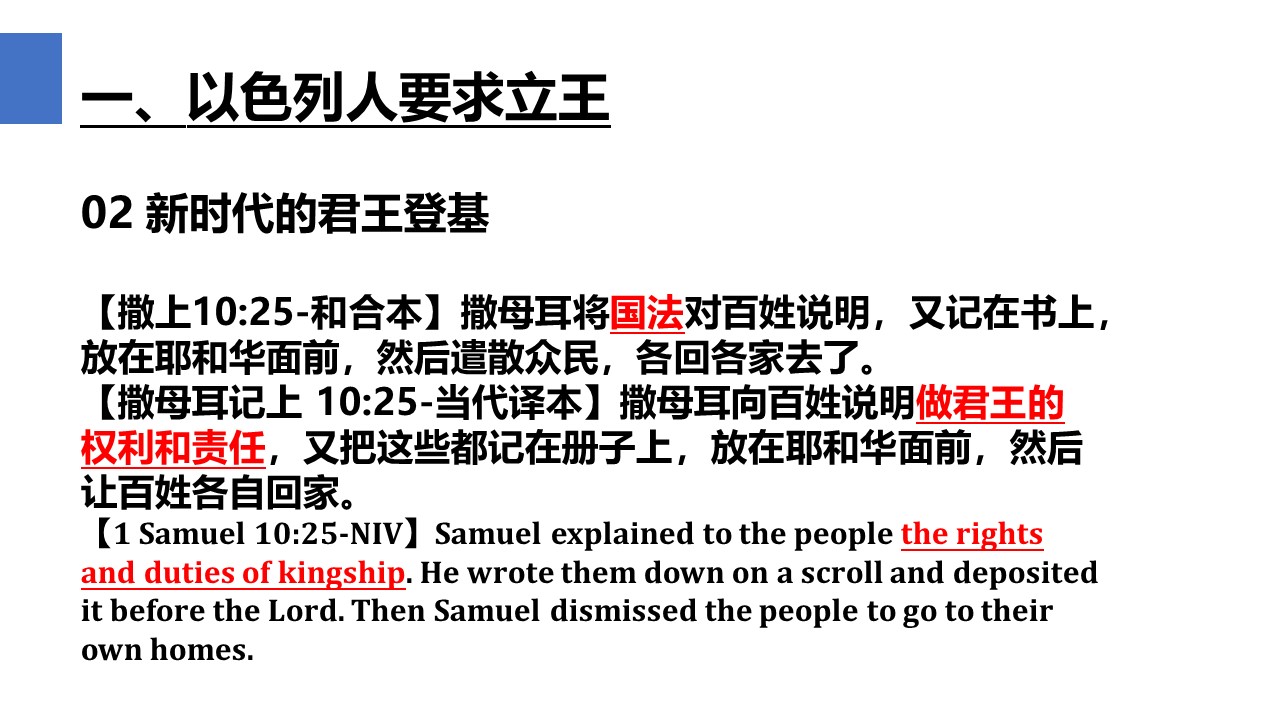 一、以色列人要求立王
02 新时代的君王登基
【撒上10:25-和合本】撒母耳将国法对百姓说明，又记在书上，
放在耶和华面前，然后遣散众民，各回各家去了。
【撒母耳记上 10:25-当代译本】撒母耳向百姓说明做君王的
权利和责任，又把这些都记在册子上，放在耶和华面前，然后
让百姓各自回家。
【1 Samuel 10:25-NIV】Samuel explained to the people the rights
and duties of kingship. He wrote them down on a scroll and deposited
it before the Lord. Then Samuel dismissed the people to go to their
own homes.